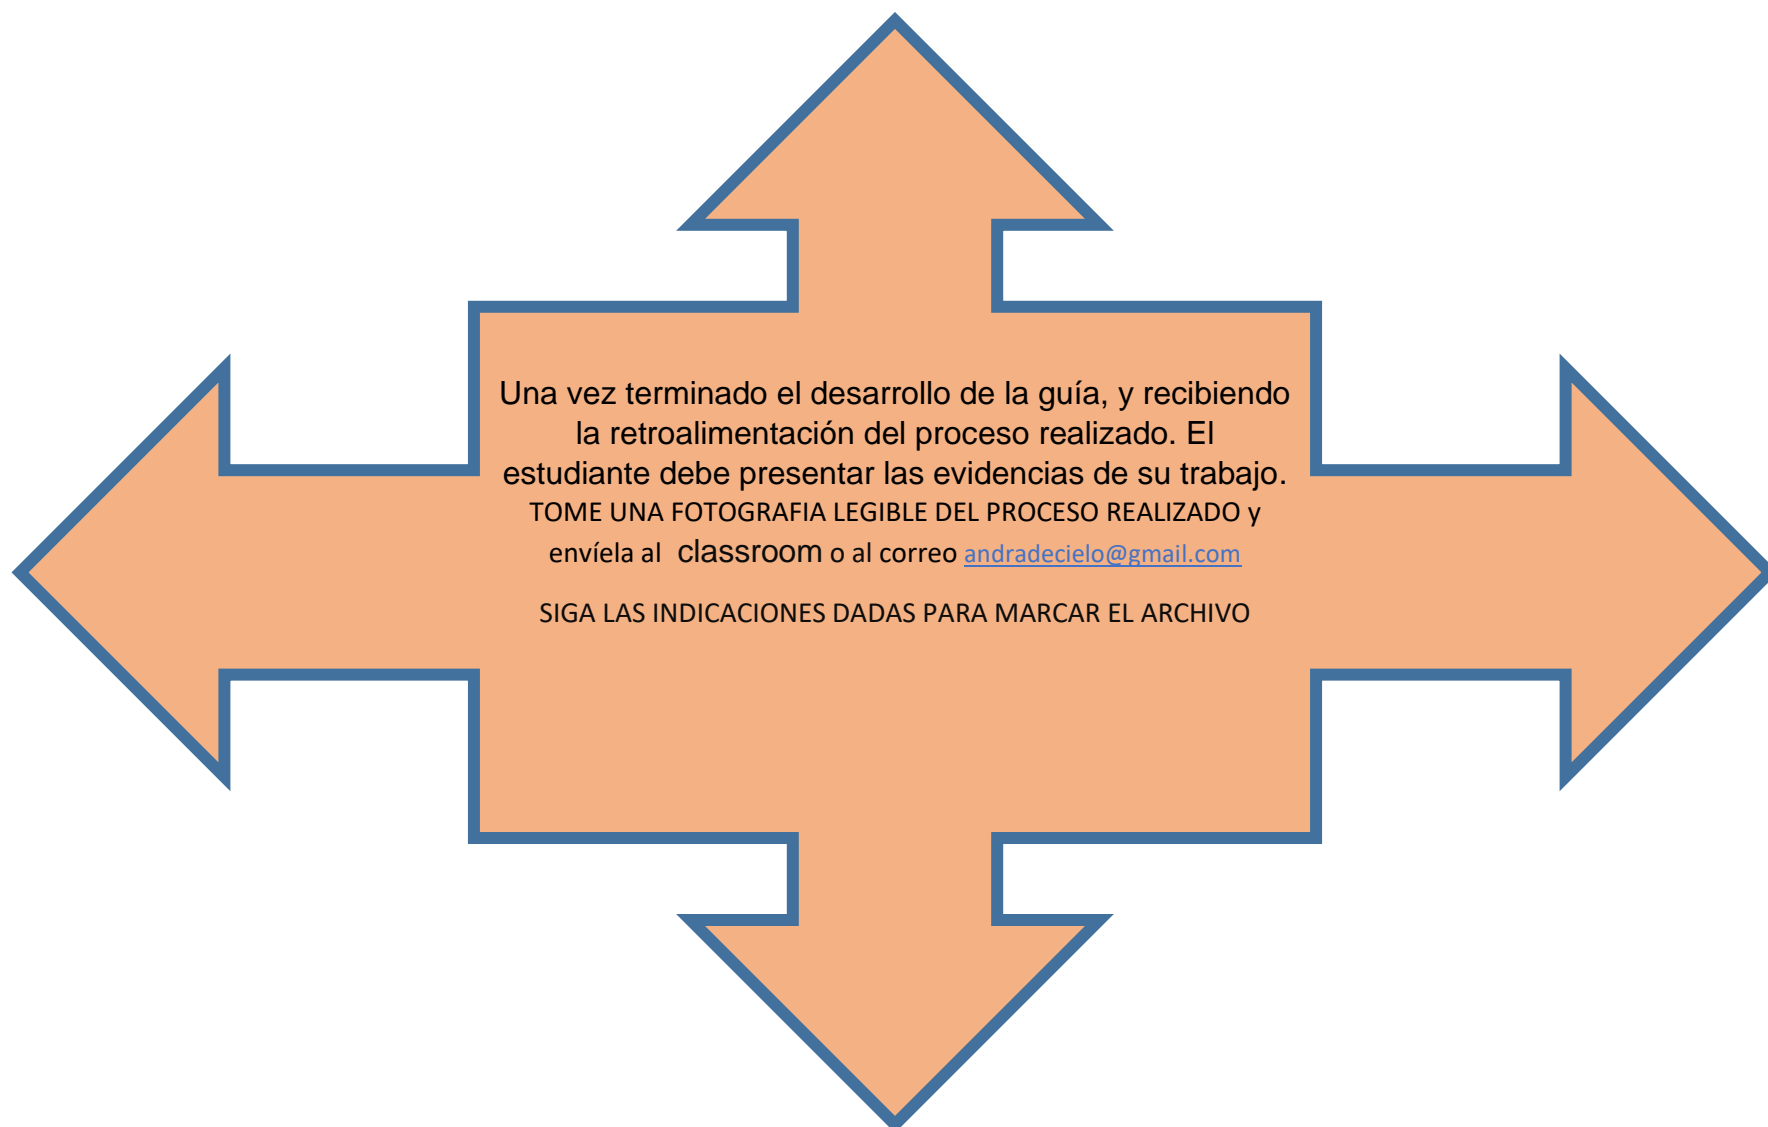 Una vez terminado el desarrollo de la guía, y recibiendo
la retroalimentación del proceso realizado. El
estudiante debe presentar las evidencias de su trabajo.
TOME UNA FOTOGRAFIA LEGIBLE DEL PROCESO REALIZADO y
envíela al classroom o al correo andradecielo@gmail.com
SIGA LAS INDICACIONES DADAS PARA MARCAR EL ARCHIVO